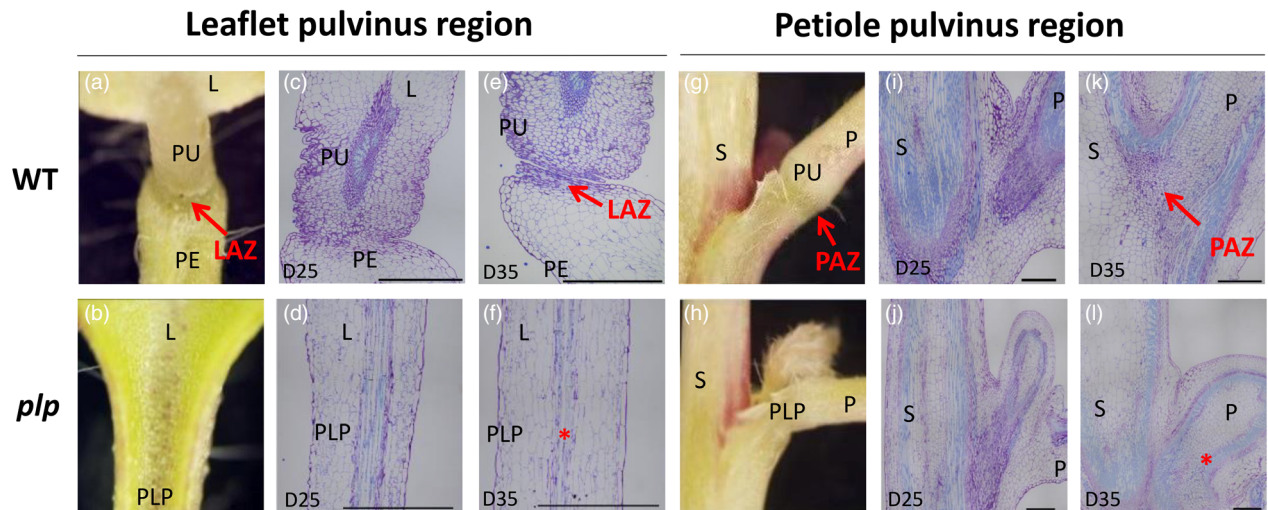 Leaflet pulvinus region
Petiole pulvinus region
WT
(a)
L
PU
LAZ
PE
(c)
L
PU
PE
D25
(e)
PU
LAZ
PE
D35
(g)
S
P
PU
PAZ
(i)
S
P
D25
(k)
S
P
PAZ
D35
plp
(b)
L
PLP
(d)
L
PLP
D25
(f)
L
PLP
*
D35
(h)
S
PLP
P
(j)
S
P
D25
(l)
S
P
*
D35